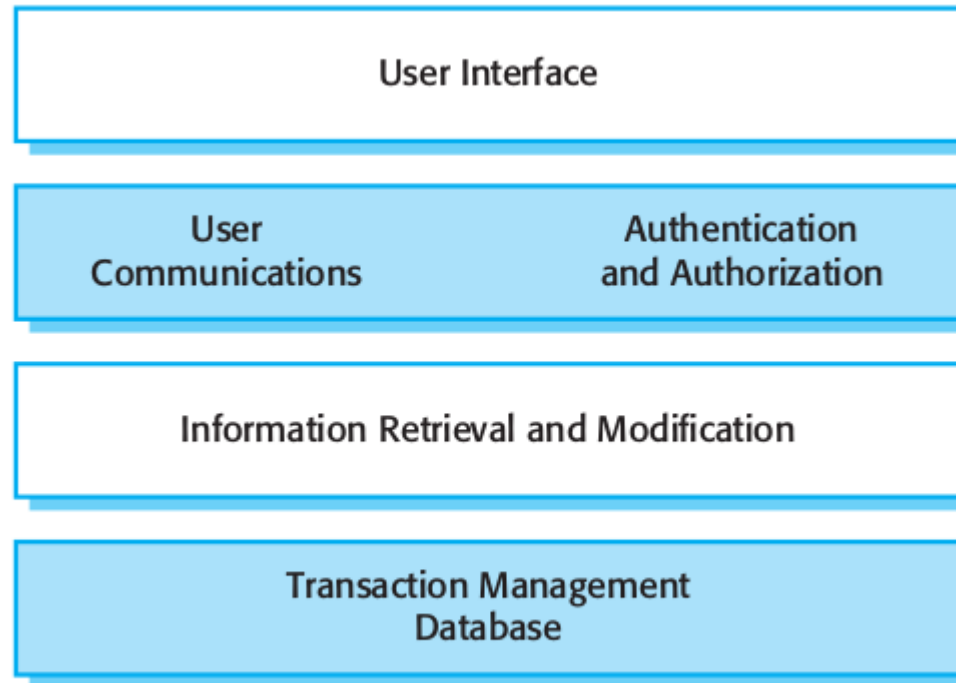 User Interface
User
Communications
Authentication
and Authorization
Information Retrieval and Modification
Transaction Management
Database